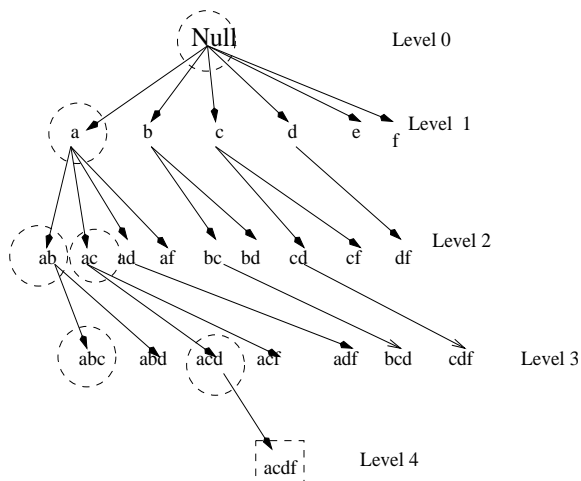 Null Level 0
a b c d e f Level 1
ab ac ad af bc bd cd cf df Level 2
abc abd acd acf adf bcd cdf Level 3
acdf Level 4